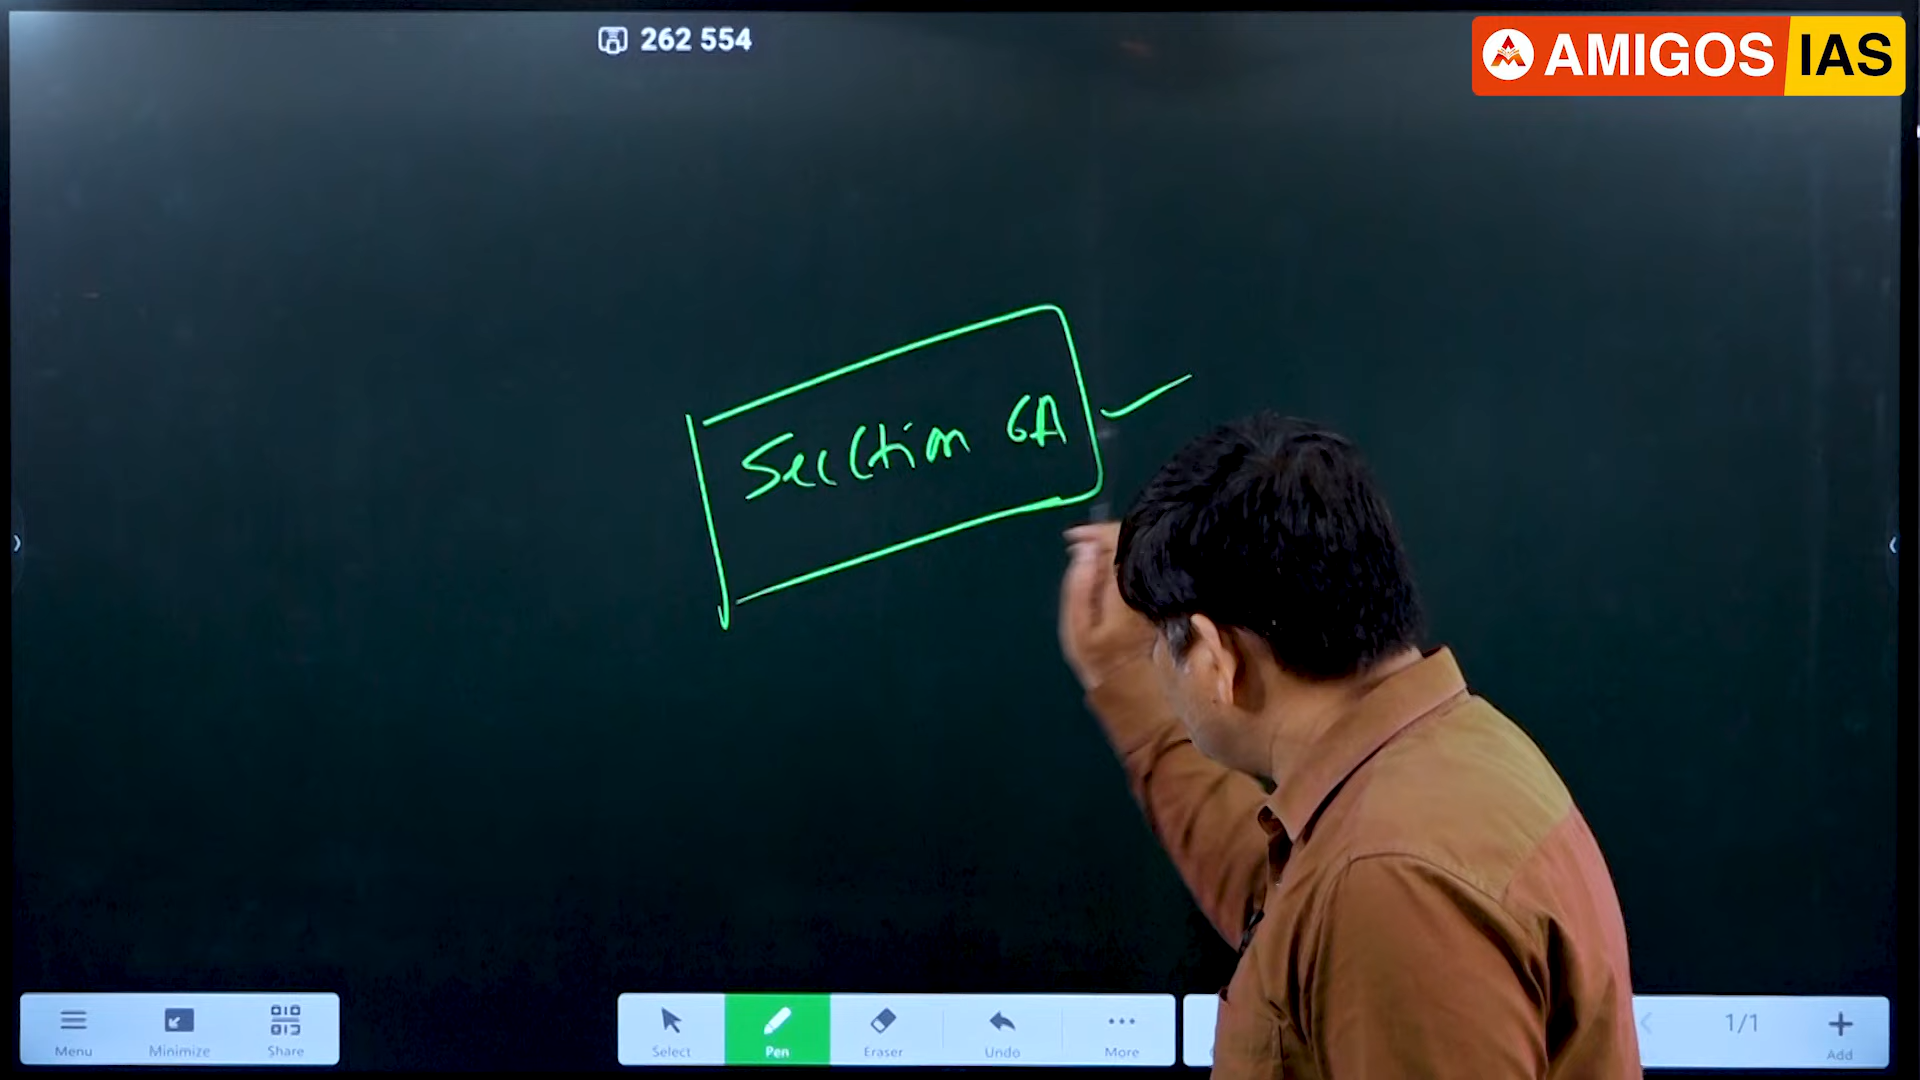 262 554
AMIGOS IAS
Section 6A
Menu
Minimize
Share
Select
Pen
Eraser
Undo
More
1/1
Add